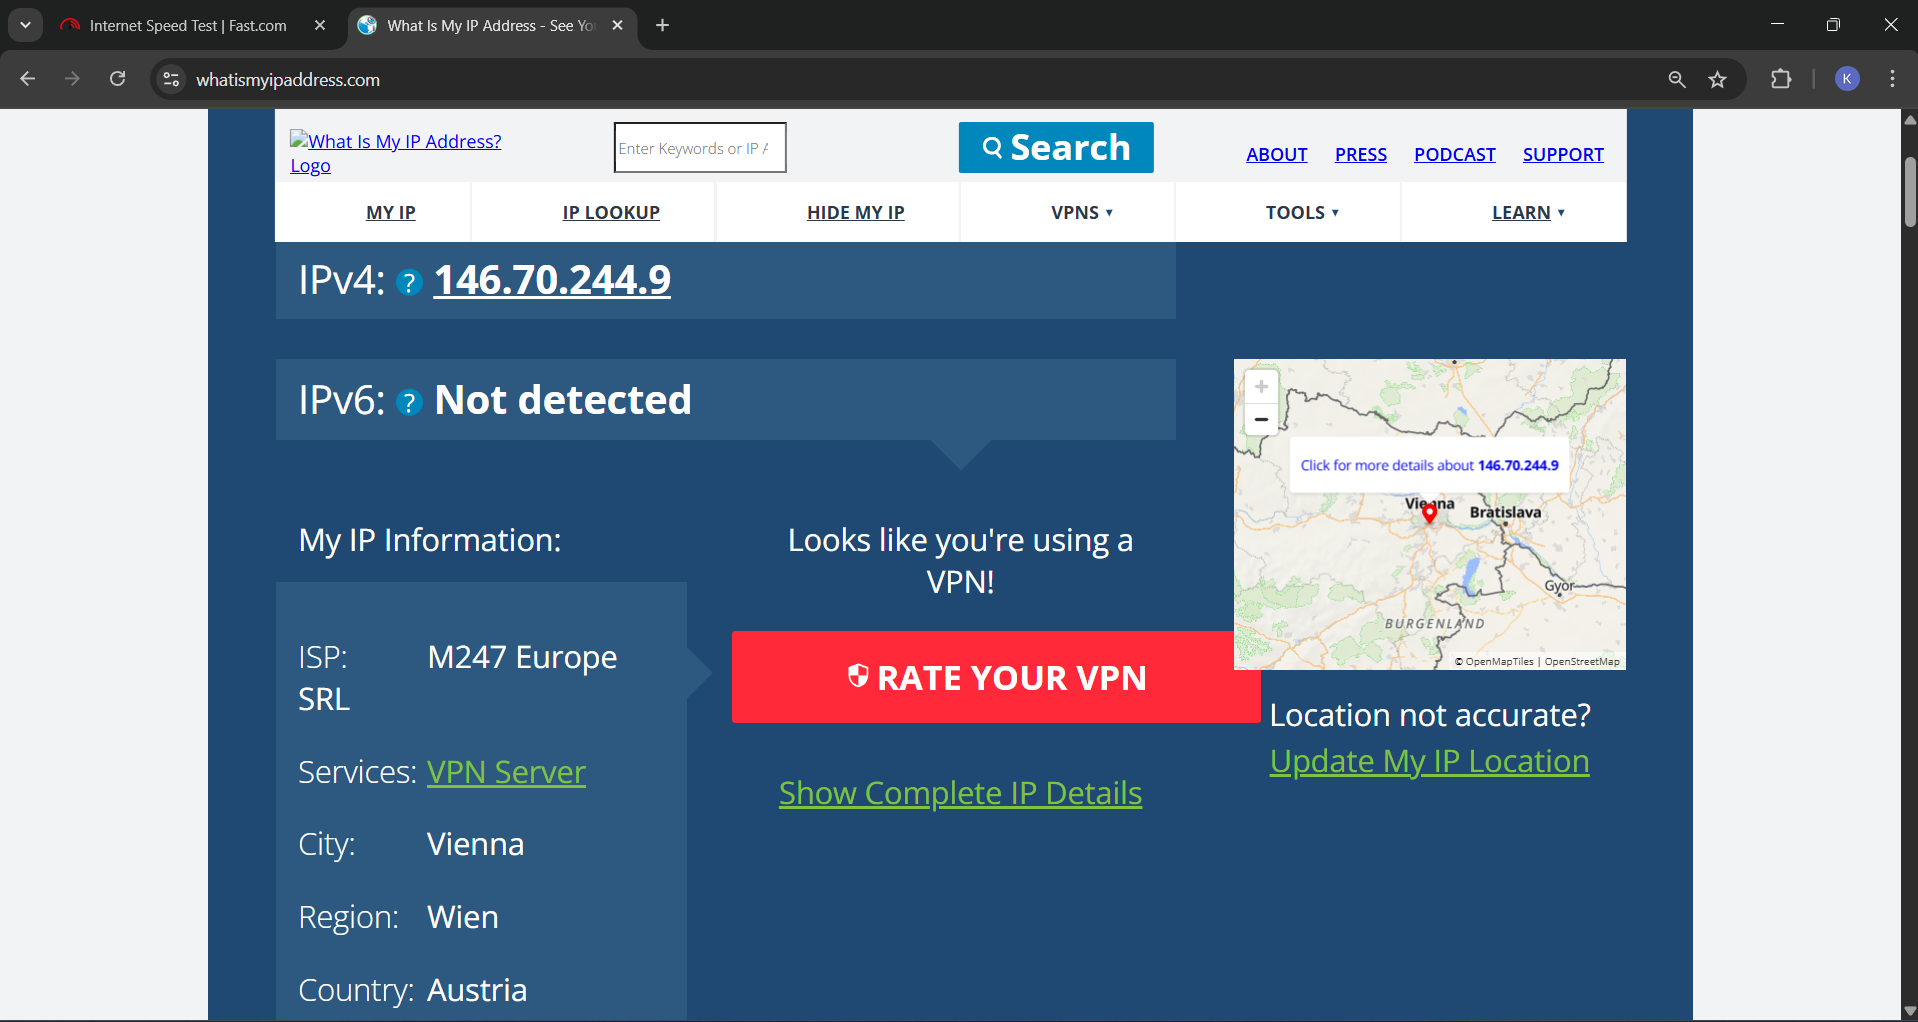 Internet Speed Test | Fast.com
What Is My IP Address - See Yo
whatismyipaddress.com
K
What Is My IP Address?
Logo
Enter Keywords or IP A
Search
ABOUT PRESS PODCAST SUPPORT
MY IP IP LOOKUP HIDE MY IP VPNS ▾ TOOLS ▾ LEARN ▾
IPv4: ? 146.70.244.9
IPv6: ? Not detected
My IP Information:
ISP: M247 Europe
SRL
Services: VPN Server
City: Vienna
Region: Wien
Country: Austria
Looks like you're using a
VPN!
RATE YOUR VPN
Show Complete IP Details
+
−
Click for more details about 146.70.244.9
Vienna
Bratislava
Gyor
BURGENLAND
© OpenMapTiles | OpenStreetMap
Location not accurate?
Update My IP Location